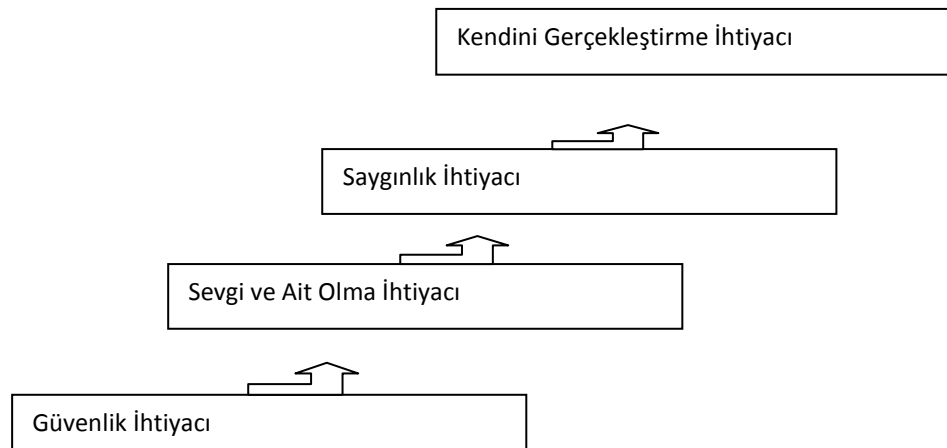 Kendini Gerçekleştirme İhtiyacı
Saygınlık İhtiyacı
Sevgi ve Ait Olma İhtiyacı
Güvenlik İhtiyacı